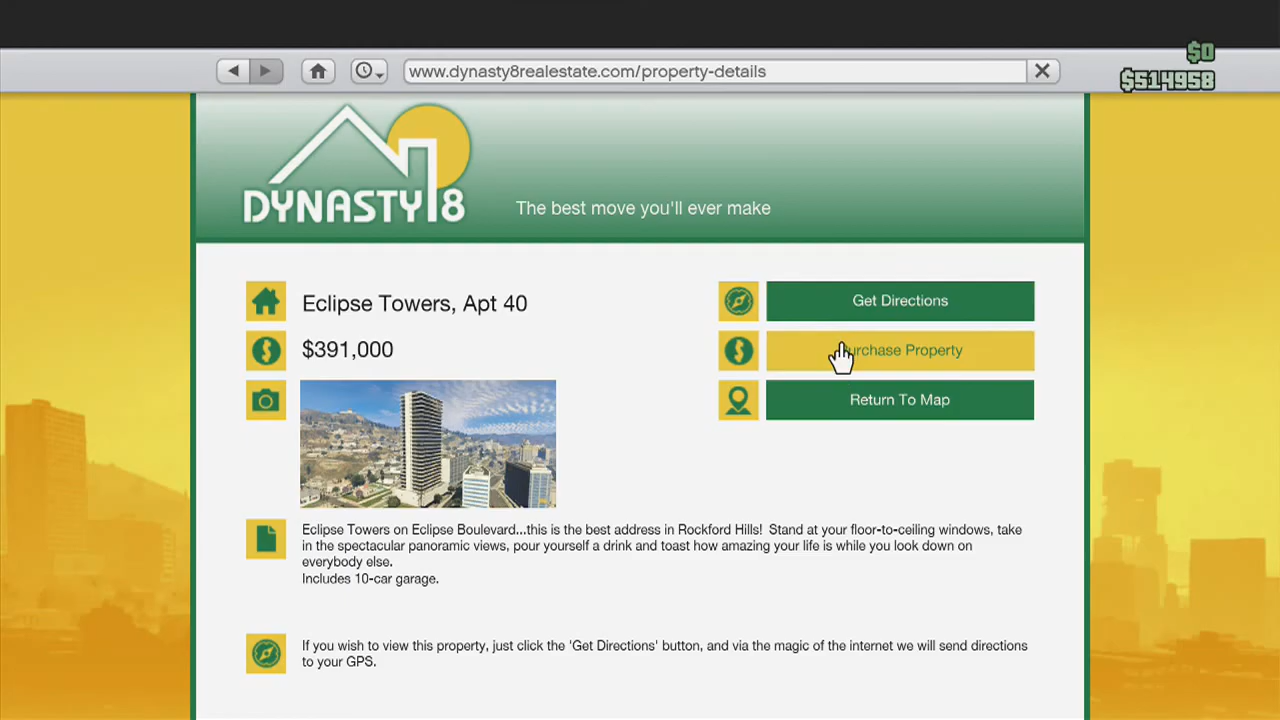 $0
www.dynasty8realestate.com/property-details
$514958
DYNASTY 8
The best move you'll ever make
Eclipse Towers, Apt 40
$391,000
Get Directions
urchase Property
Return To Map
Eclipse Towers on Eclipse Boulevard...this is the best address in Rockford Hills! Stand at your floor-to-ceiling windows, take
in the spectacular panoramic views, pour yourself a drink and toast how amazing your life is while you look down on
everybody else.
Includes 10-car garage.
If you wish to view this property, just click the 'Get Directions' button, and via the magic of the internet we will send directions
to your GPS.